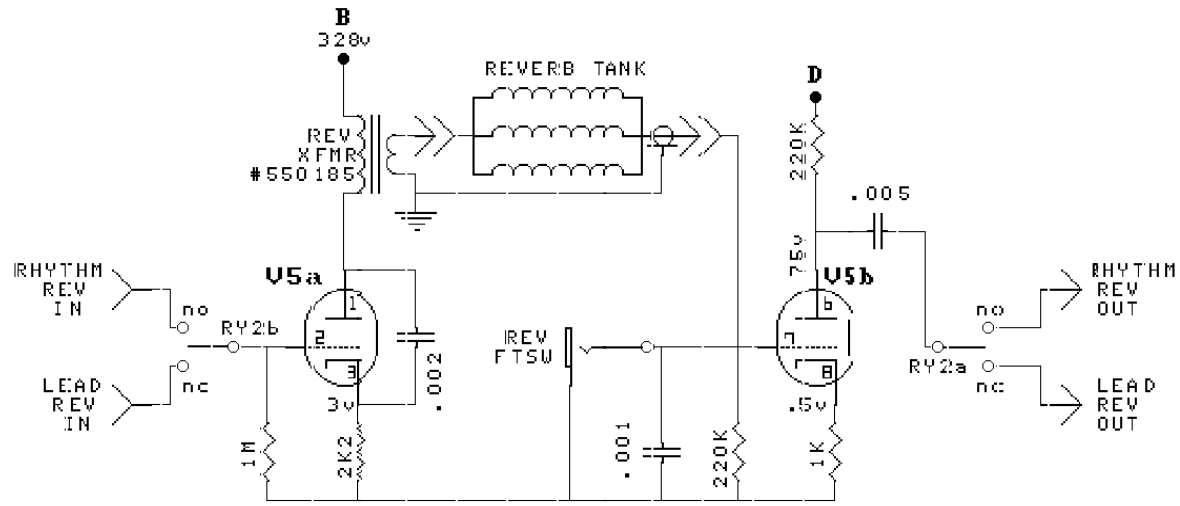 B
328v
REVERB TANK
D
REV
XFMR
#550185
220K
.005
75v
RHYTHM
REV
IN
V5a
1
2
3
no
RY2b
nc
LEAD
REV
IN
3v
.002
1M
2K2
REV
FTSW
.001
220K
V5b
6
7
8
.5v
1K
no
RY2a
nc
RHYTHM
REV
OUT
LEAD
REV
OUT